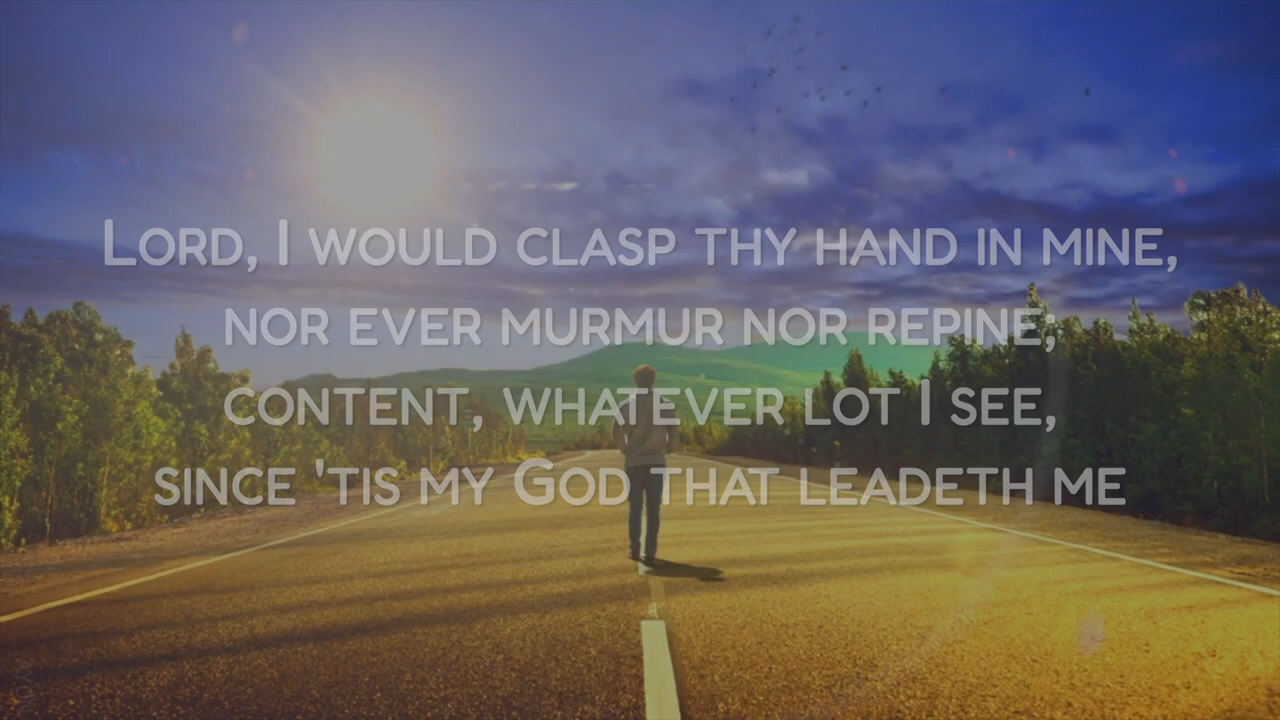 Lord, I would clasp thy hand in mine,
nor ever murmur nor repine;
content, whatever lot I see,
since 'tis my God that leadeth me